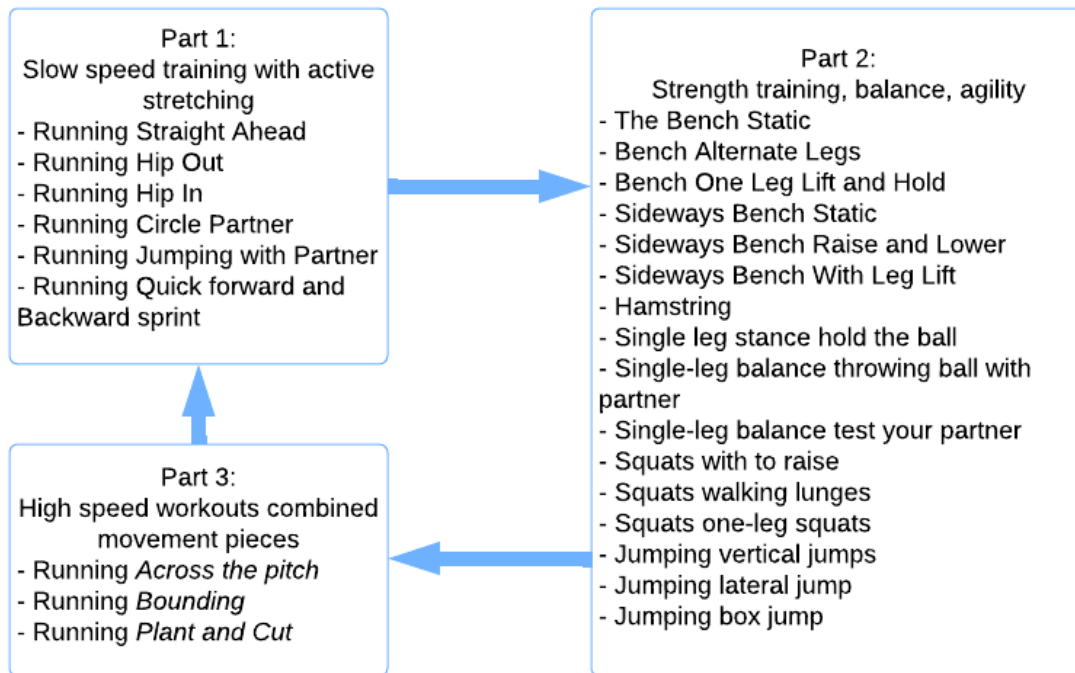 Part 1:
Slow speed training with active
stretching
- Running Straight Ahead
- Running Hip Out
- Running Hip In
- Running Circle Partner
- Running Jumping with Partner
- Running Quick forward and
Backward sprint
Part 2:
Strength training, balance, agility
- The Bench Static
- Bench Alternate Legs
- Bench One Leg Lift and Hold
- Sideways Bench Static
- Sideways Bench Raise and Lower
- Sideways Bench With Leg Lift
- Hamstring
- Single leg stance hold the ball
- Single-leg balance throwing ball with
partner
- Single-leg balance test your partner
- Squats with to raise
- Squats walking lunges
- Squats one-leg squats
- Jumping vertical jumps
- Jumping lateral jump
- Jumping box jump
Part 3:
High speed workouts combined
movement pieces
- Running Across the pitch
- Running Bounding
- Running Plant and Cut